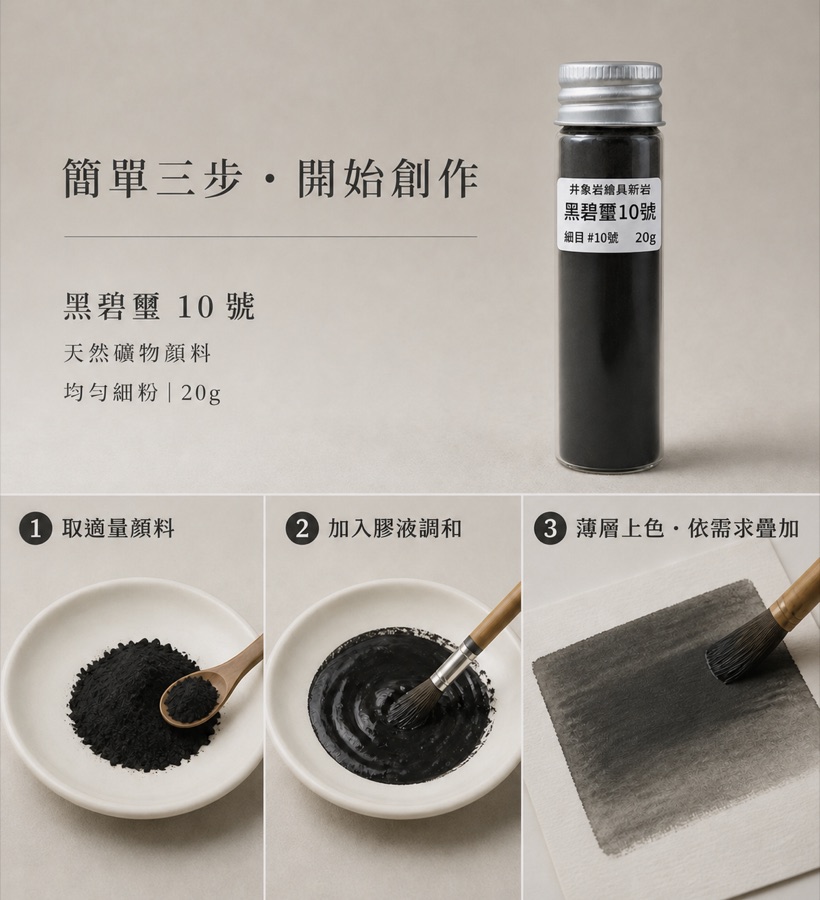 簡單三步・開始創作
黑碧璽 10 號
天然礦物顏料
均勻細粉 | 20g
井象岩繪具新岩
黑碧璽10號
細目 #10號 20g
1 取適量顏料
2 加入膠液調和
3 薄層上色・依需求疊加